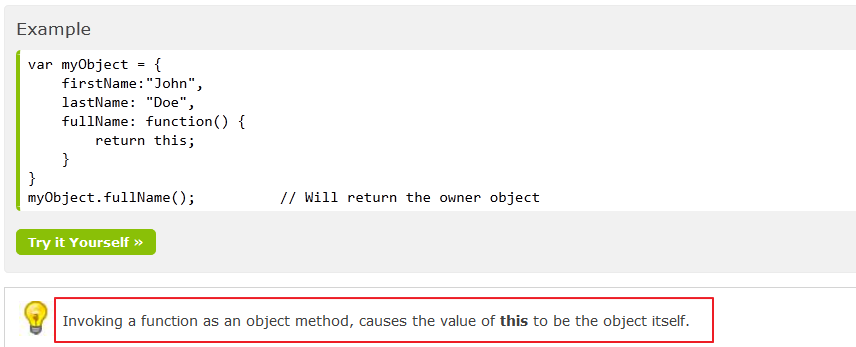 Example
var myObject = {
    firstName:"John",
    lastName: "Doe",
    fullName: function() {
        return this;
    }
}
myObject.fullName();          // Will return the owner object
Try it Yourself »
Invoking a function as an object method, causes the value of this to be the object itself.